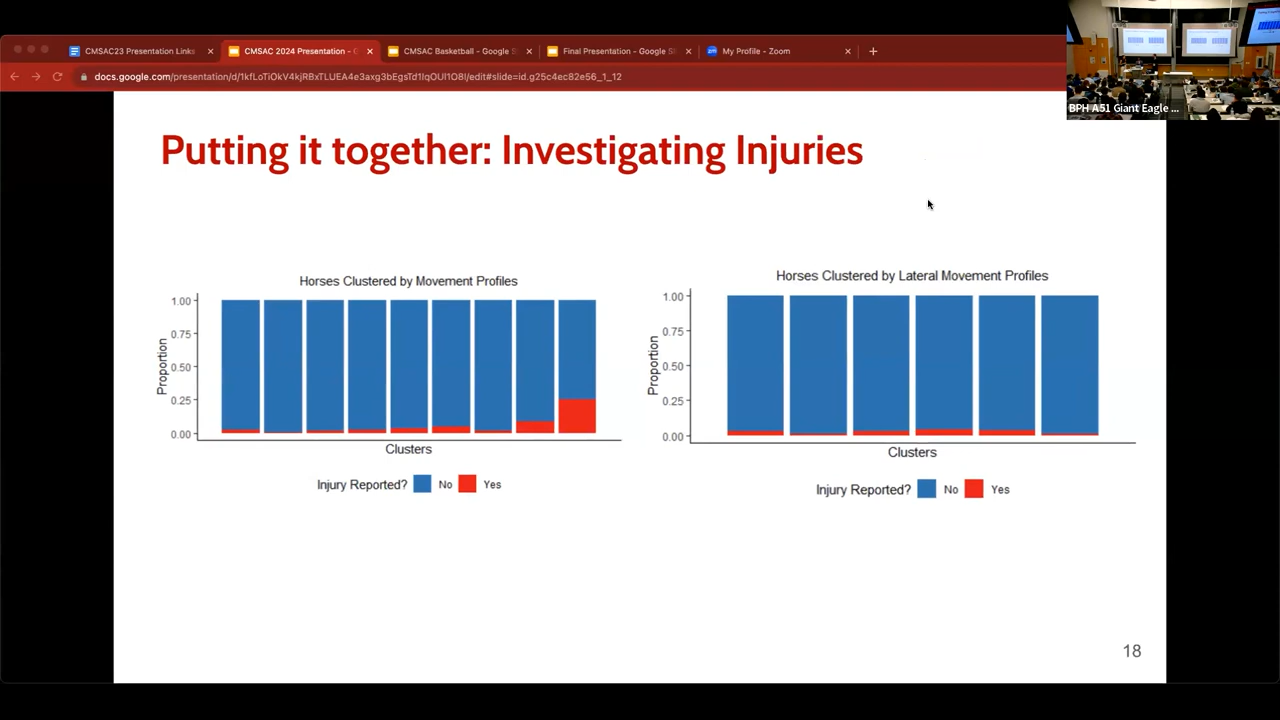 CMSAC23 Presentation Links
CMSAC 2024 Presentation - G
CMSAC Basketball - Google S
Final Presentation - Google Sl
My Profile - Zoom
docs.google.com/presentation/d/1kfLoTiOkV4kjRBxTLUEA4e3axg3bEgsTd1IqOUI1O8I/edit#slide=id.g25c4ec82e56_1_12
BPH A51 Giant Eagle ...
Putting it together: Investigating Injuries
Horses Clustered by Movement Profiles
Proportion
1.00
0.75
0.50
0.25
0.00
Clusters
Injury Reported? No Yes
Horses Clustered by Lateral Movement Profiles
Proportion
1.00
0.75
0.50
0.25
0.00
Clusters
Injury Reported? No Yes
18